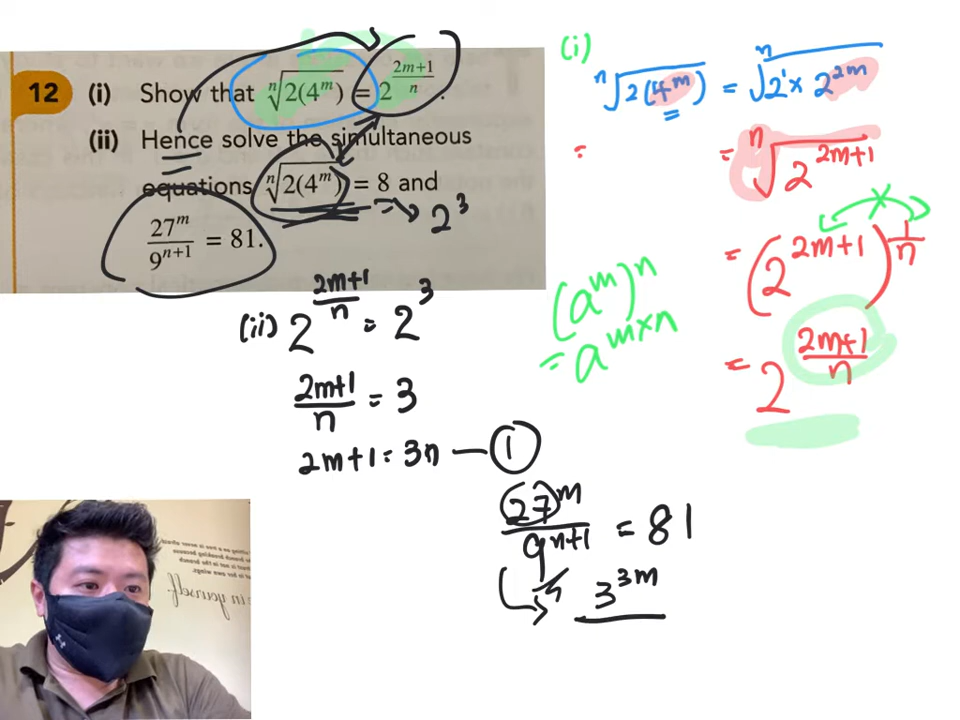 12 (i) Show that ⁿ√2(4ᵐ) = 2^((2m+1)/n).
(ii) Hence solve the simultaneous
equations ⁿ√2(4ᵐ) = 8 and
27ᵐ/9ⁿ⁺¹ = 81.
→ 2³
(i)
ⁿ√2(4ᵐ) = ⁿ√2¹ × 2²ᵐ
= = ⁿ√2²ᵐ⁺¹
= (2²ᵐ⁺¹)^(1/n)
= 2^((2m+1)/n)
(aᵐ)ⁿ
= a^(m×n)
(ii) 2^((2m+1)/n) = 2³
(2m+1)/n = 3
2m+1 = 3n — ①
27ᵐ/9ⁿ⁺¹ = 81
3³ᵐ